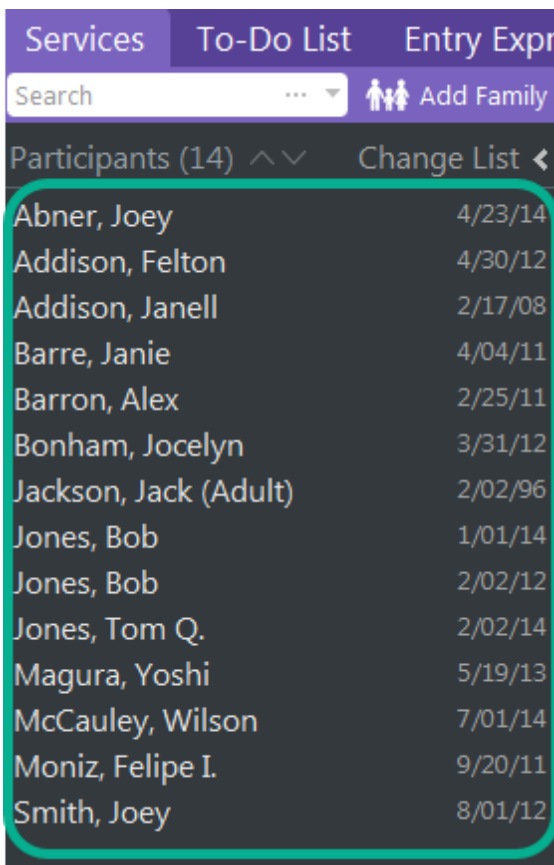 Services To-Do List Entry Expr
Search ... Add Family
Participants (14) Change List
Abner, Joey 4/23/14
Addison, Felton 4/30/12
Addison, Janell 2/17/08
Barre, Janie 4/04/11
Barron, Alex 2/25/11
Bonham, Jocelyn 3/31/12
Jackson, Jack (Adult) 2/02/96
Jones, Bob 1/01/14
Jones, Bob 2/02/12
Jones, Tom Q. 2/02/14
Magura, Yoshi 5/19/13
McCauley, Wilson 7/01/14
Moniz, Felipe I. 9/20/11
Smith, Joey 8/01/12